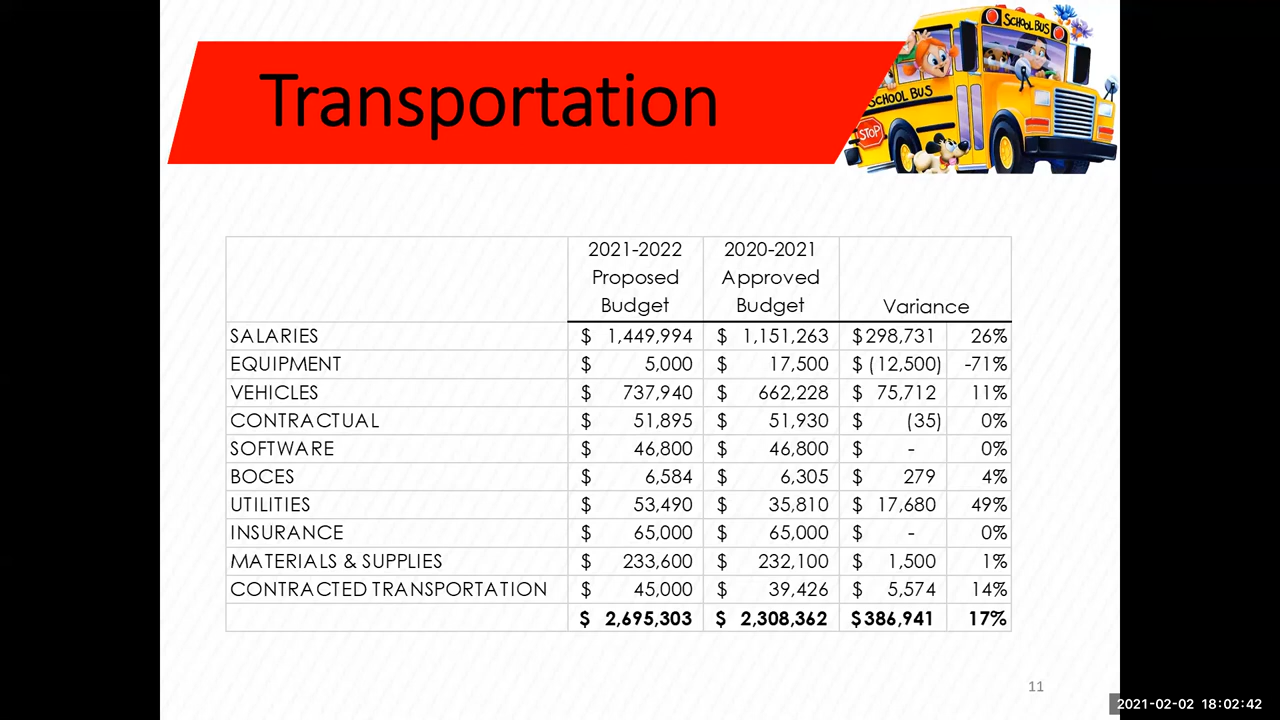 SCHOOL BUS
Transportation
SCHOOL BUS
STOP
2021-2022 2020-2021
Proposed Approved
Budget Budget Variance
SALARIES $ 1,449,994 $ 1,151,263 $298,731 26%
EQUIPMENT $ 5,000 $ 17,500 $ (12,500) -71%
VEHICLES $ 737,940 $ 662,228 $ 75,712 11%
CONTRACTUAL $ 51,895 $ 51,930 $ (35) 0%
SOFTWARE $ 46,800 $ 46,800 $ - 0%
BOCES $ 6,584 $ 6,305 $ 279 4%
UTILITIES $ 53,490 $ 35,810 $ 17,680 49%
INSURANCE $ 65,000 $ 65,000 $ - 0%
MATERIALS & SUPPLIES $ 233,600 $ 232,100 $ 1,500 1%
CONTRACTED TRANSPORTATION $ 45,000 $ 39,426 $ 5,574 14%
$ 2,695,303 $ 2,308,362 $386,941 17%
11
2021-02-02 18:02:42